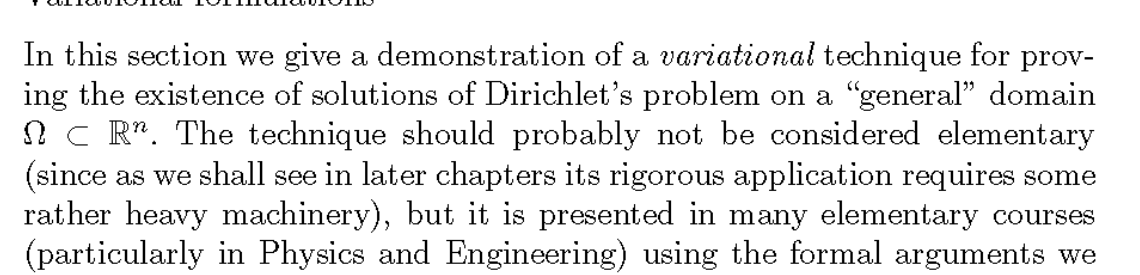 In this section we give a demonstration of a variational technique for prov-
ing the existence of solutions of Dirichlet's problem on a “general” domain
Ω ⊂ ℝⁿ. The technique should probably not be considered elementary
(since as we shall see in later chapters its rigorous application requires some
rather heavy machinery), but it is presented in many elementary courses
(particularly in Physics and Engineering) using the formal arguments we